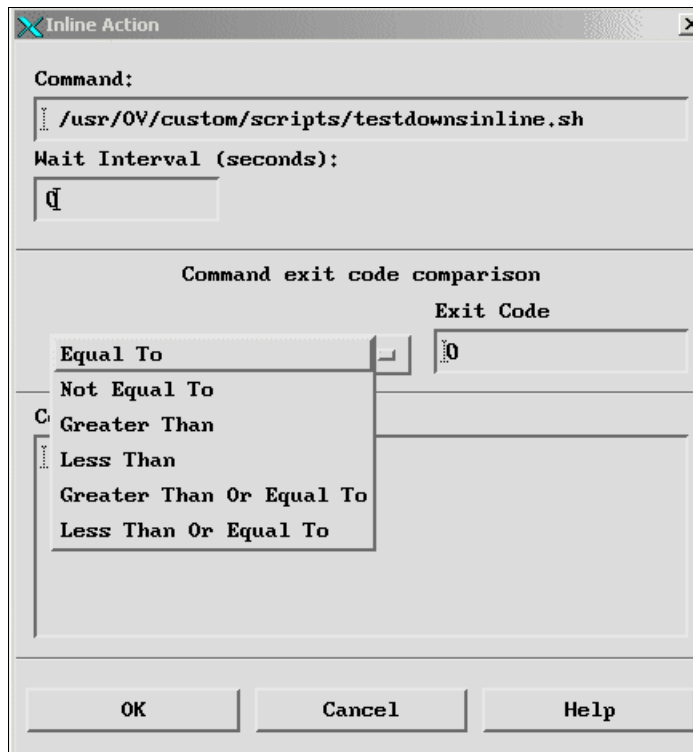 Inline Action
Command:
/usr/OV/custom/scripts/testdownsinline.sh
Wait Interval (seconds):
0
Command exit code comparison
Exit Code
Equal To
0
Not Equal To
Greater Than
Less Than
Greater Than Or Equal To
Less Than Or Equal To
OK Cancel Help